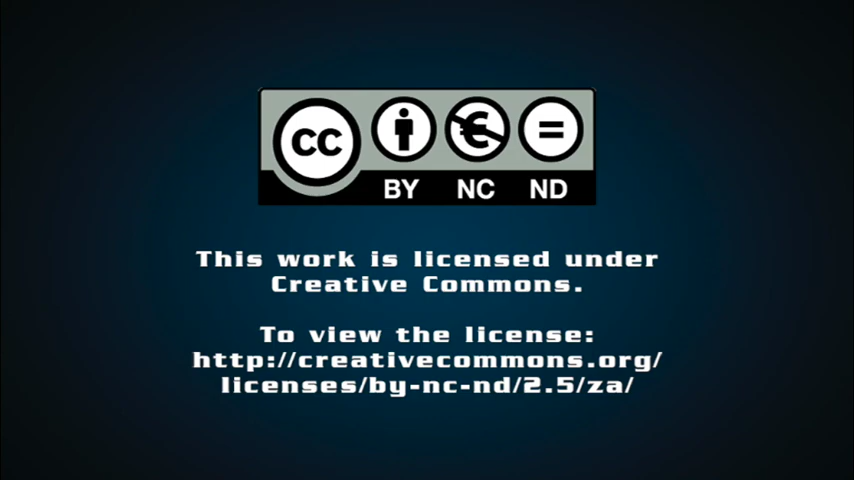 CC
BY NC ND
This work is licensed under
Creative Commons.
To view the license:
http://creativecommons.org/
licenses/by-nc-nd/2.5/za/